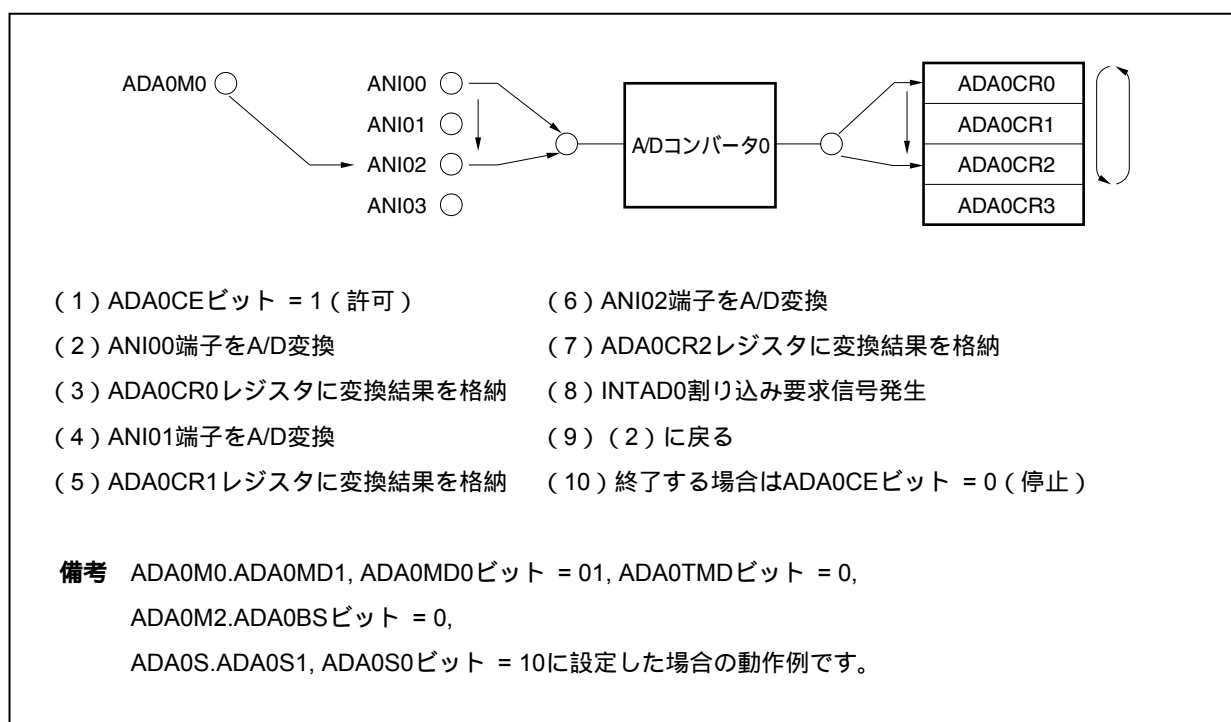 ADA0M0
ANI00
ANI01
ANI02
ANI03
A/Dコンバータ0
ADA0CR0
ADA0CR1
ADA0CR2
ADA0CR3
（1）ADA0CEビット = 1（許可）
（2）ANI00端子をA/D変換
（3）ADA0CR0レジスタに変換結果を格納
（4）ANI01端子をA/D変換
（5）ADA0CR1レジスタに変換結果を格納
（6）ANI02端子をA/D変換
（7）ADA0CR2レジスタに変換結果を格納
（8）INTAD0割り込み要求信号発生
（9）（2）に戻る
（10）終了する場合はADA0CEビット = 0（停止）
備考 ADA0M0.ADA0MD1, ADA0MD0ビット = 01, ADA0TMDビット = 0,
ADA0M2.ADA0BSビット = 0,
ADA0S.ADA0S1, ADA0S0ビット = 10に設定した場合の動作例です。